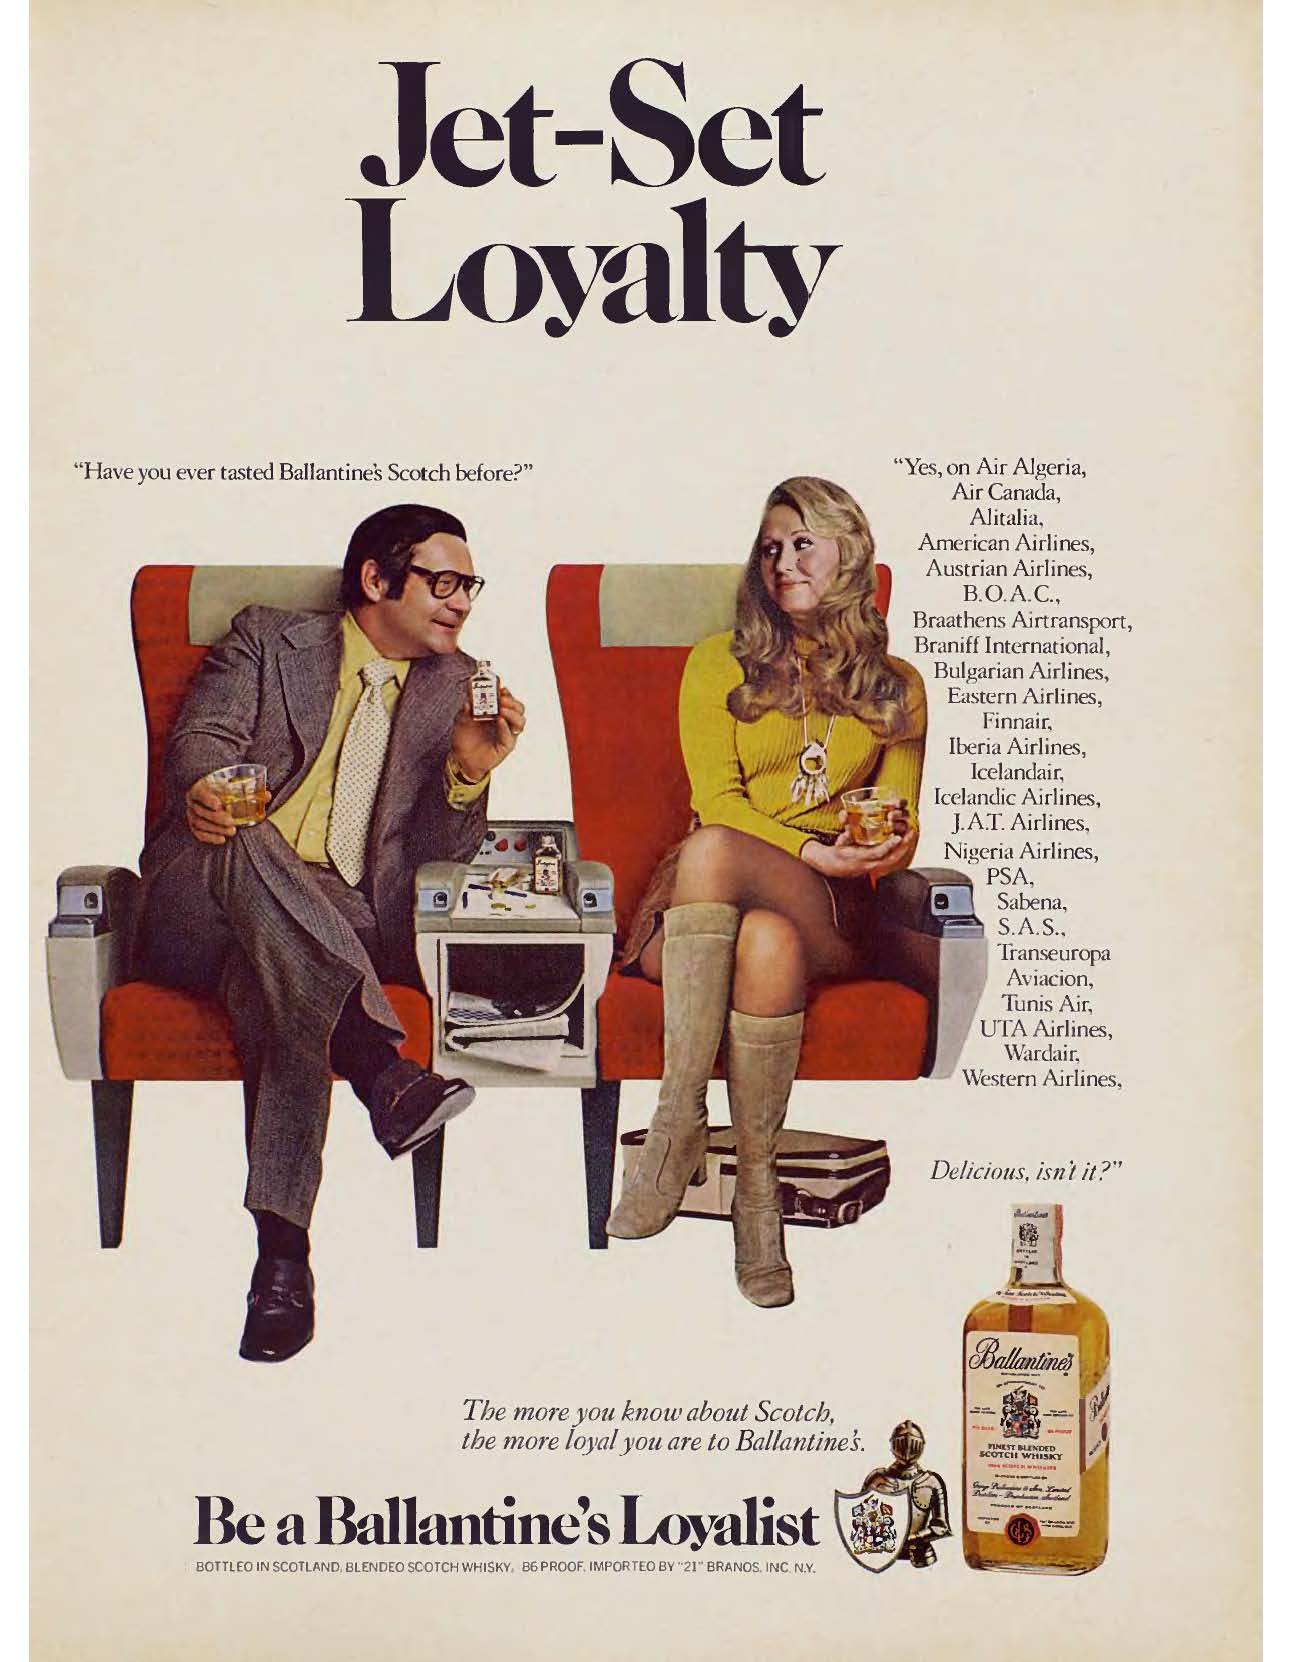 Jet-Set
Loyalty
“Have you ever tasted Ballantine's Scotch before?”
“Yes, on Air Algeria,
Air Canada,
Alitalia,
American Airlines,
Austrian Airlines,
B.O.A.C.,
Braathens Airtransport,
Braniff International,
Bulgarian Airlines,
Eastern Airlines,
Finnair,
Iberia Airlines,
Icelandair,
Icelandic Airlines,
J.A.T. Airlines,
Nigeria Airlines,
PSA,
Sabena,
S.A.S.,
Transeuropa
Aviacion,
Tunis Air,
UTA Airlines,
Wardair,
Western Airlines,
Delicious, isn't it?”
Ballantine's
FINEST BLENDED
SCOTCH WHISKY
The more you know about Scotch,
the more loyal you are to Ballantine's.
Be a Ballantine's Loyalist
BOTTLED IN SCOTLAND. BLENDED SCOTCH WHISKY. 86 PROOF. IMPORTED BY "21" BRANDS, INC. N.Y.